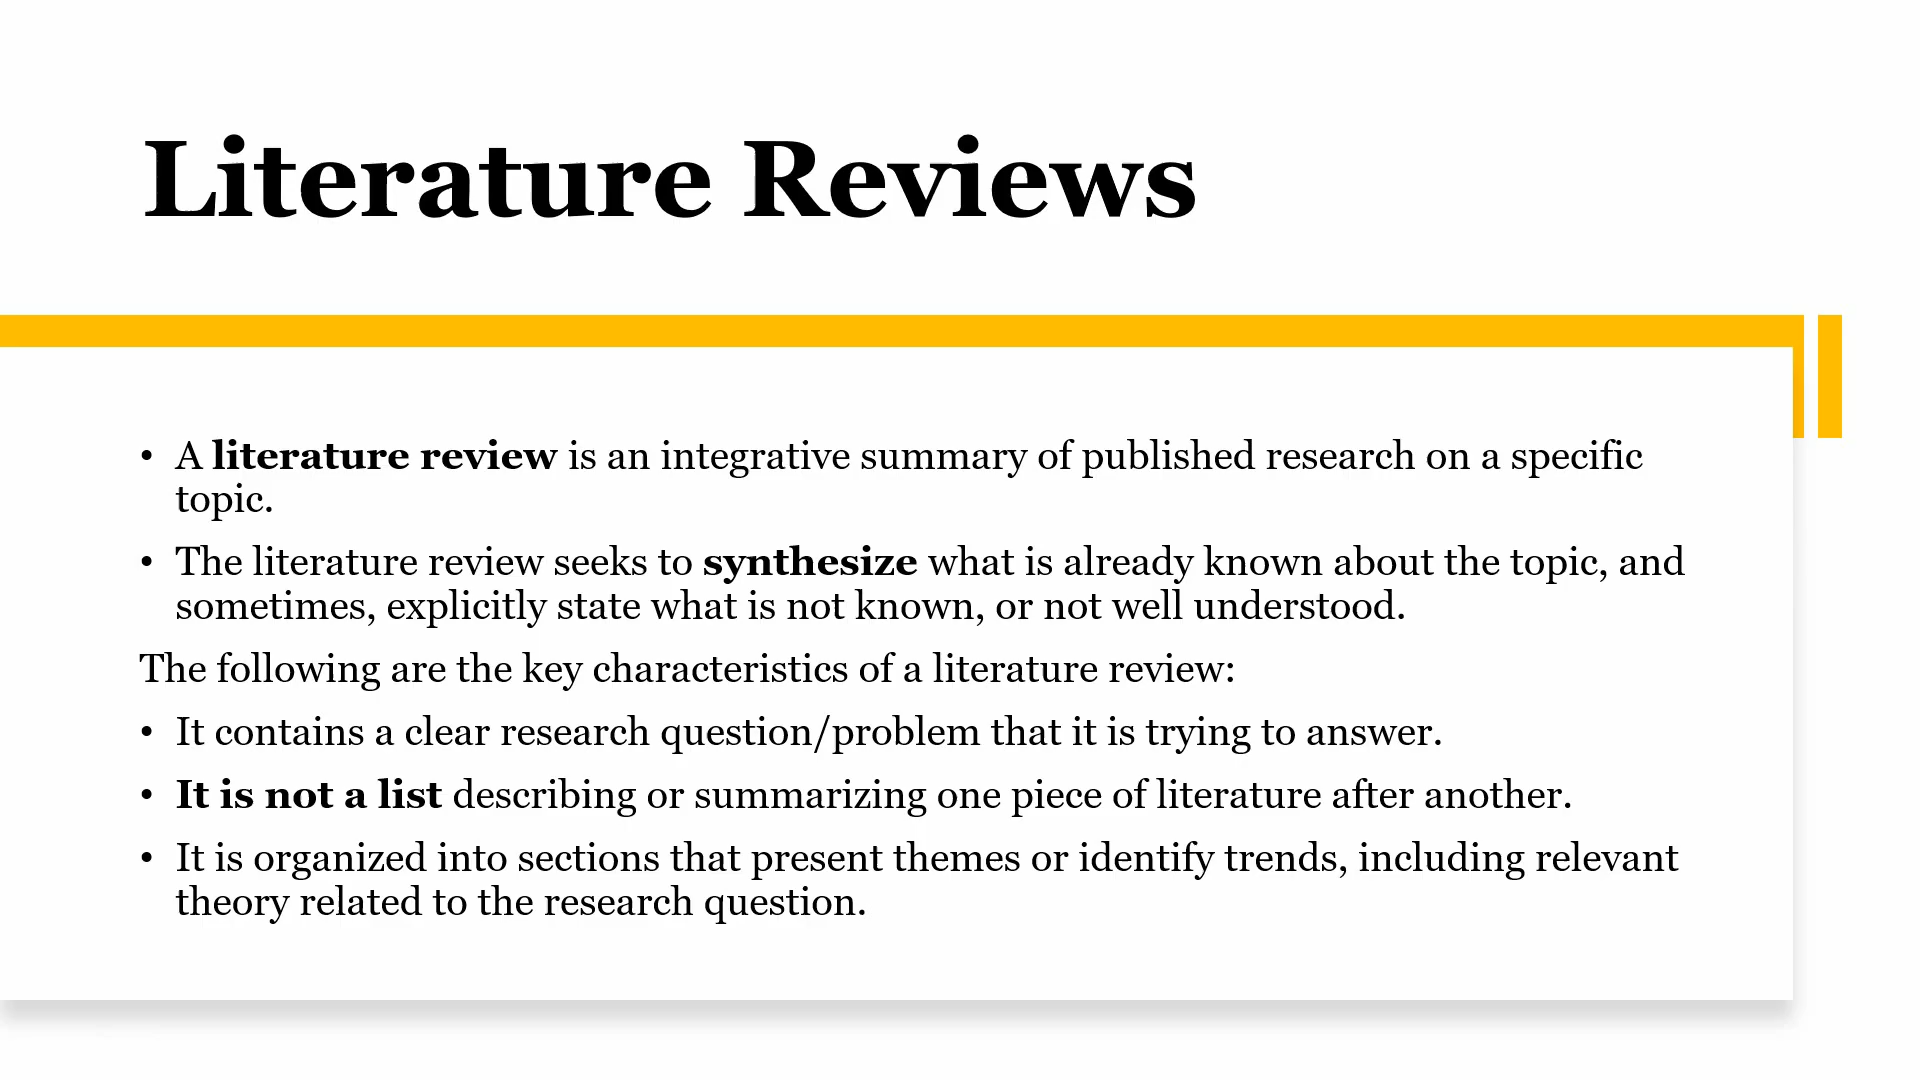 Literature Reviews
• A literature review is an integrative summary of published research on a specific
topic.
• The literature review seeks to synthesize what is already known about the topic, and
sometimes, explicitly state what is not known, or not well understood.
The following are the key characteristics of a literature review:
• It contains a clear research question/problem that it is trying to answer.
• It is not a list describing or summarizing one piece of literature after another.
• It is organized into sections that present themes or identify trends, including relevant
theory related to the research question.